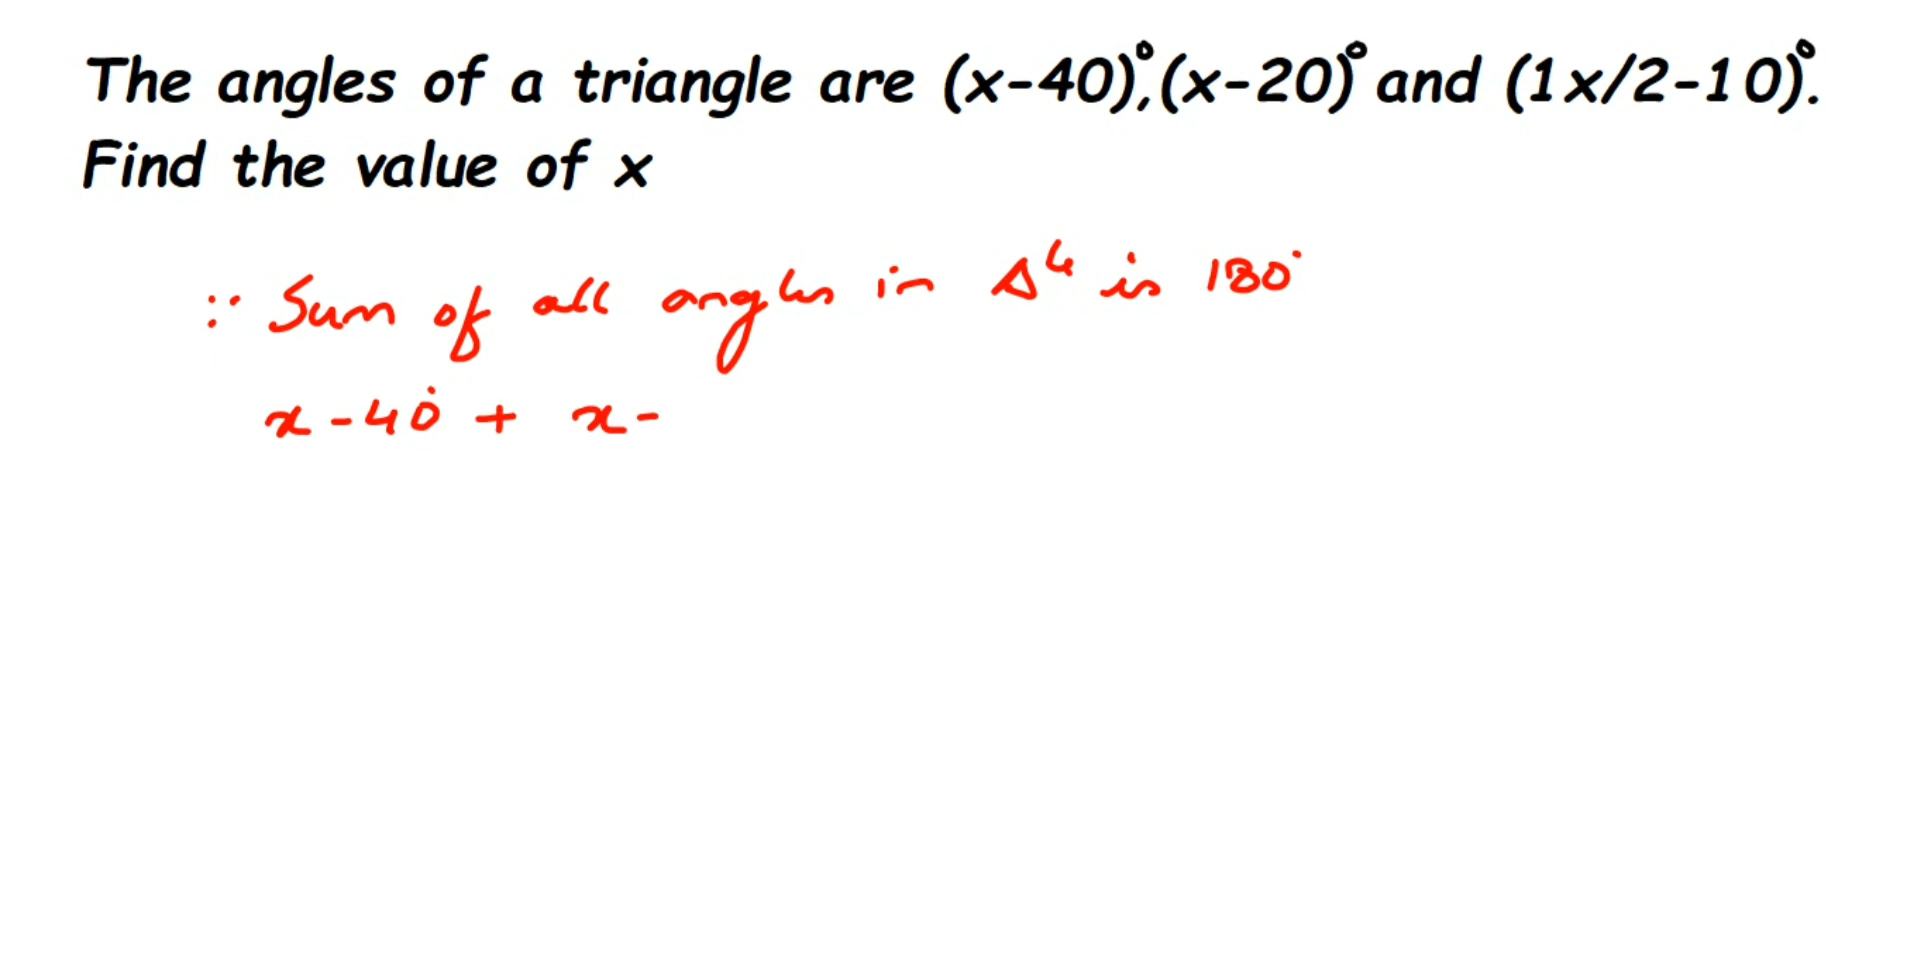 The angles of a triangle are (x-40)°,(x-20)° and (1x/2-10)°.
Find the value of x
∵ Sum of all angles in Δle is 180°
x - 40° + x -